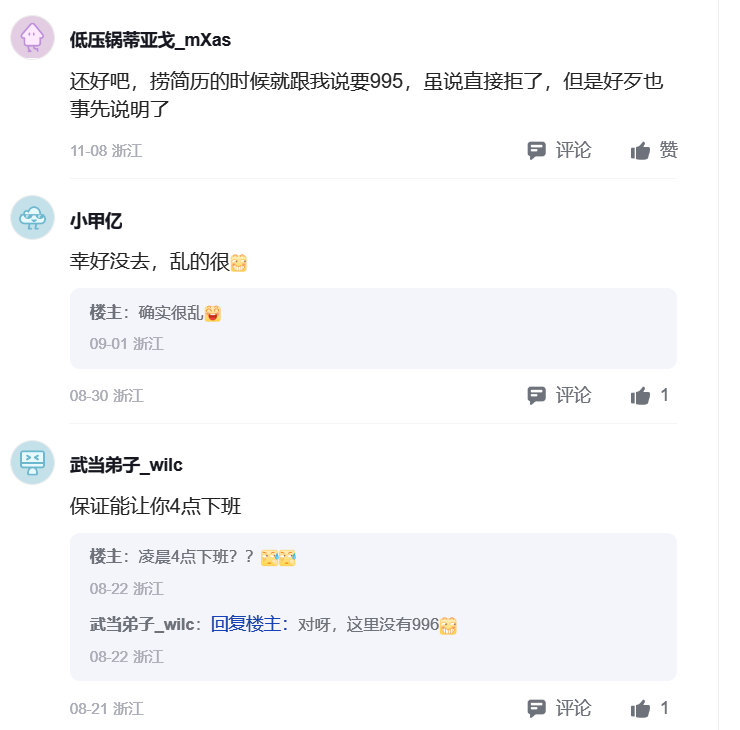 低压锅蒂亚戈_mXas
还好吧，捞简历的时候就跟我说要995，虽说直接拒了，但是好歹也
事先说明了
11-08 浙江
评论
赞
小甲亿
幸好没去，乱的很
楼主：确实很乱
09-01 浙江
08-30 浙江
评论
1
武当弟子_wilc
保证能让你4点下班
楼主：凌晨4点下班？？
08-22 浙江
武当弟子_wilc：回复楼主：对呀，这里没有996
08-22 浙江
08-21 浙江
评论
1